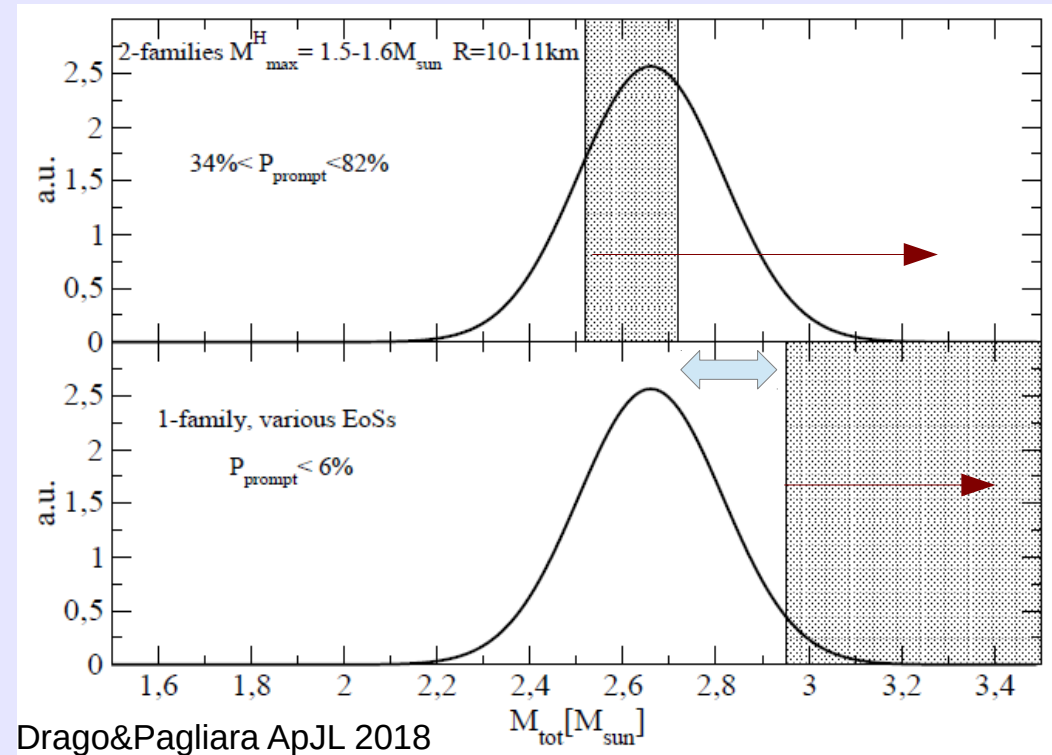 2-families M^H_max= 1.5-1.6M_sun R=10-11km
34%< P_prompt<82%
a.u.
2,5
2
1,5
1
0,5
0
1-family, various EoSs
P_prompt< 6%
a.u.
2,5
2
1,5
1
0,5
0
1,6 1,8 2 2,2 2,4 2,6 2,8 3 3,2 3,4
M_tot[M_sun]
Drago&Pagliara ApJL 2018